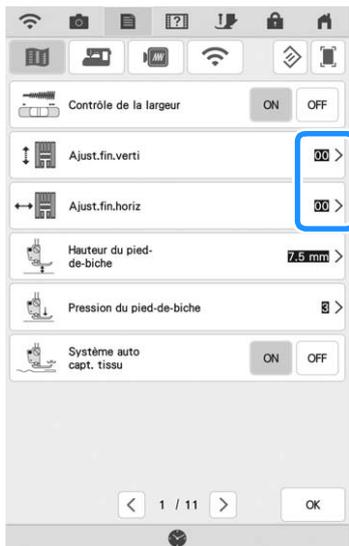 Contrôle de la largeur ON OFF
Ajust.fin.verti 00 >
Ajust.fin.horiz 00 >
Hauteur du pied-
de-biche 7.5 mm >
Pression du pied-de-biche 3 >
Système auto
capt. tissu ON OFF
< 1 / 11 > OK